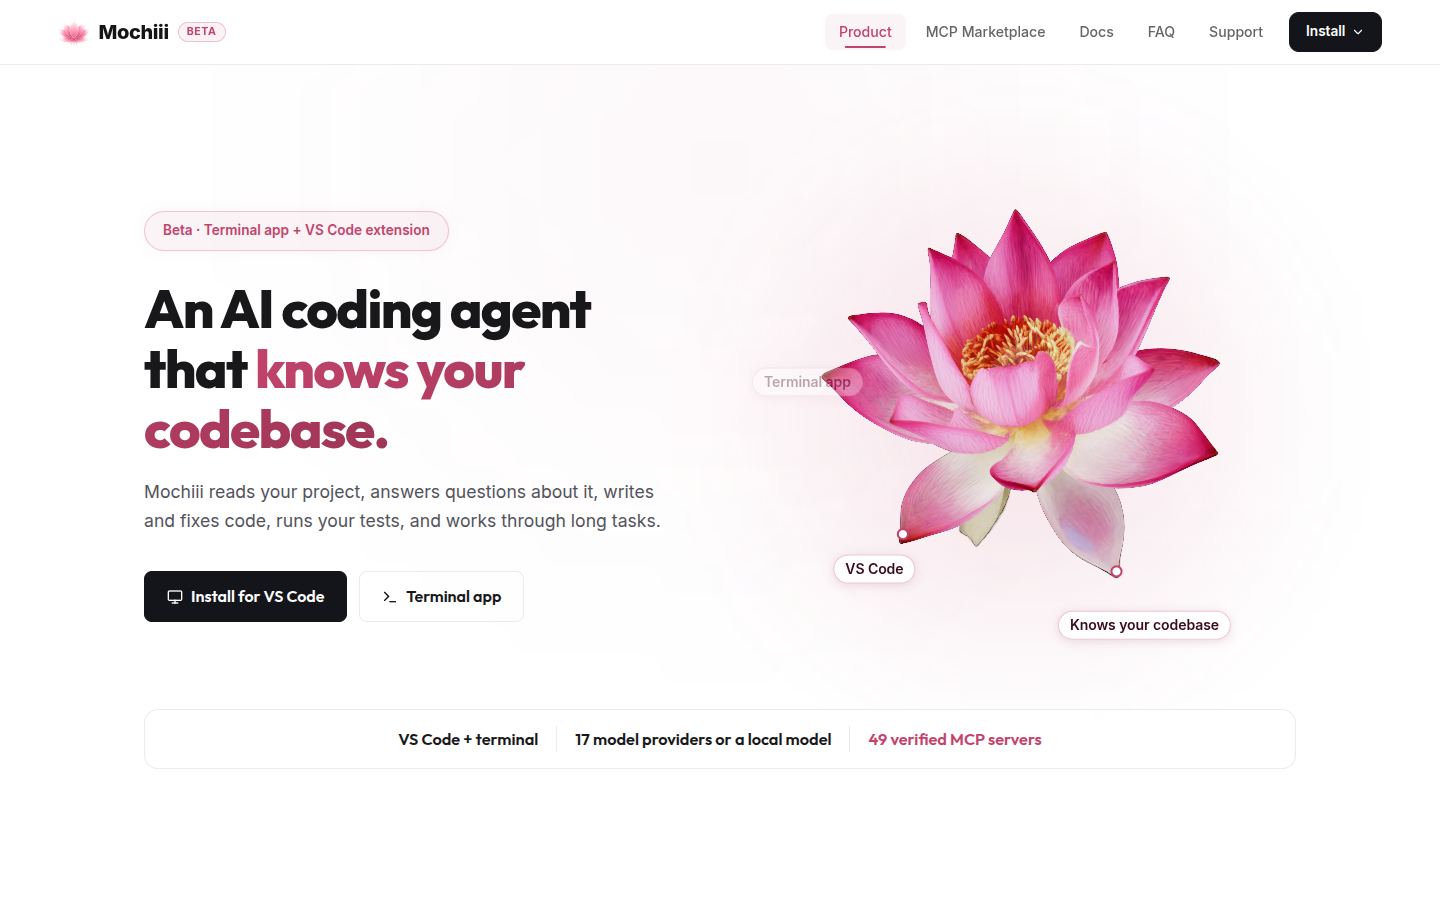 Mochiii BETA
Product MCP Marketplace Docs FAQ Support Install
Beta · Terminal app + VS Code extension
An AI coding agent
that knows your
codebase.
Mochiii reads your project, answers questions about it, writes
and fixes code, runs your tests, and works through long tasks.
Install for VS Code Terminal app
Terminal app
VS Code
Knows your codebase
VS Code + terminal 17 model providers or a local model 49 verified MCP servers